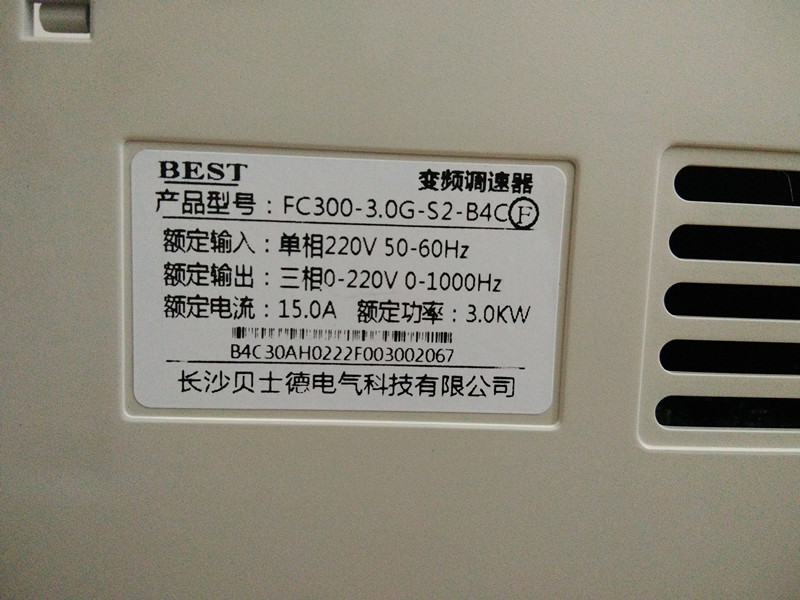 BEST
变频调速器
产品型号：FC300-3.0G-S2-B4CⒻ
额定输入：单相220V 50-60Hz
额定输出：三相0-220V 0-1000Hz
额定电流：15.0A 额定功率：3.0KW
B4C30AH0222F003002067
长沙贝士德电气科技有限公司